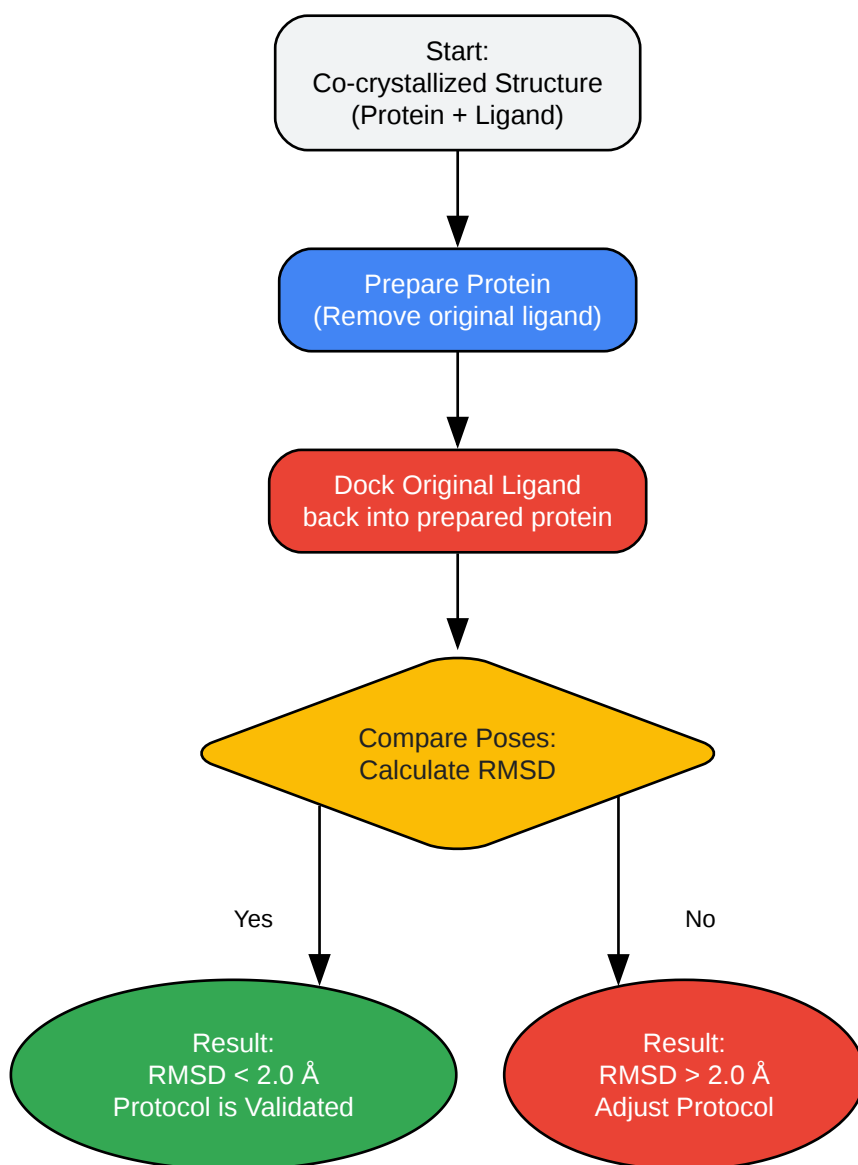 Start:
Co-crystallized Structure
(Protein + Ligand)
Prepare Protein
(Remove original ligand)
Dock Original Ligand
back into prepared protein
Compare Poses:
Calculate RMSD
Yes
No
Result:
RMSD < 2.0 Å
Protocol is Validated
Result:
RMSD > 2.0 Å
Adjust Protocol